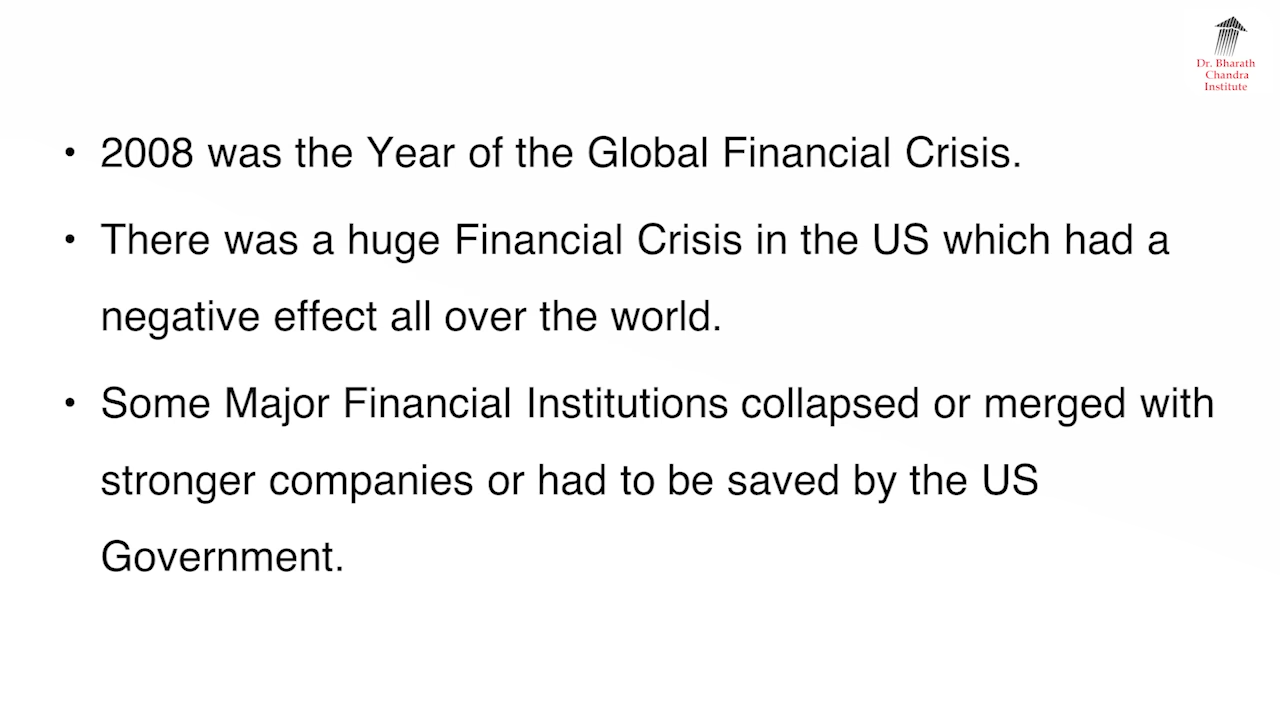 Dr. Bharath
Chandra
Institute
• 2008 was the Year of the Global Financial Crisis.
• There was a huge Financial Crisis in the US which had a
negative effect all over the world.
• Some Major Financial Institutions collapsed or merged with
stronger companies or had to be saved by the US
Government.